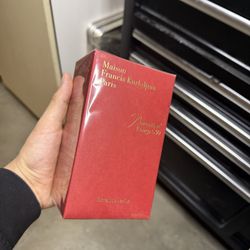 Maison
Francis Kurkdjian
Paris
Baccarat
Rouge 540